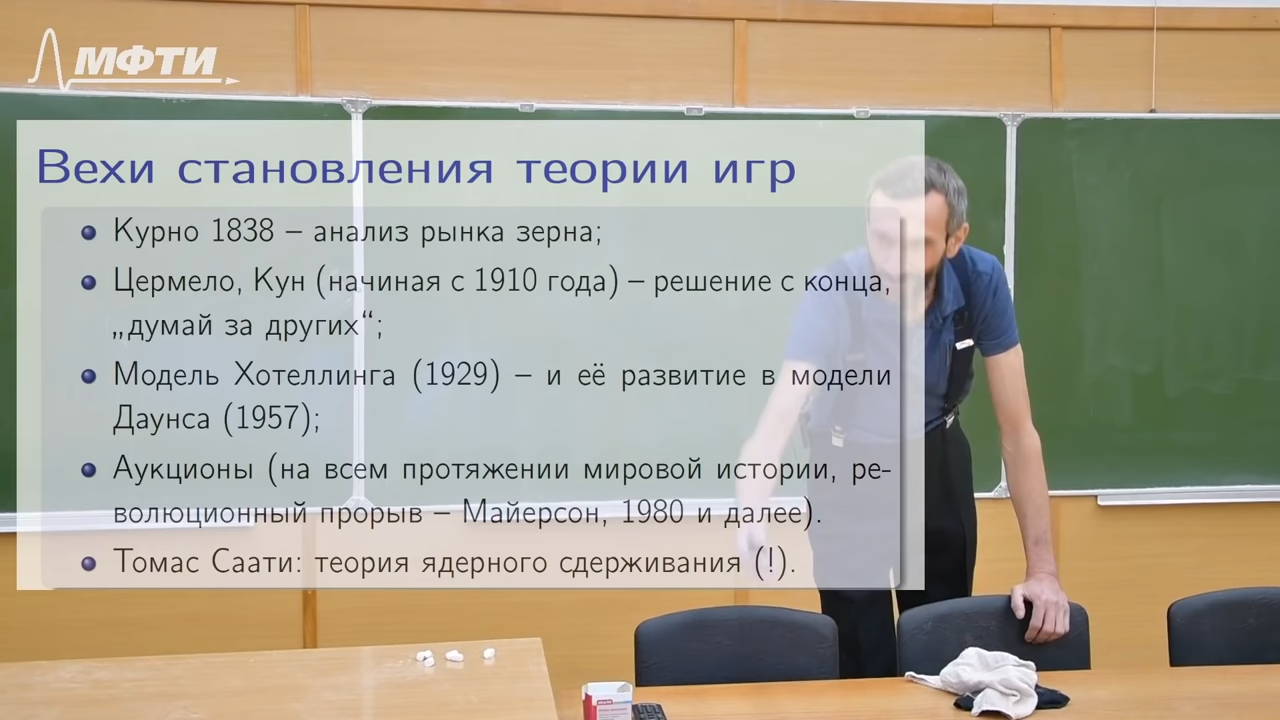 МФТИ
Вехи становления теории игр
Курно 1838 – анализ рынка зерна;
Цермело, Кун (начиная с 1910 года) – решение с конца,
„думай за других“;
Модель Хотеллинга (1929) – и её развитие в модели
Даунса (1957);
Аукционы (на всем протяжении мировой истории, ре-
волюционный прорыв – Майерсон, 1980 и далее).
Томас Саати: теория ядерного сдерживания (!).